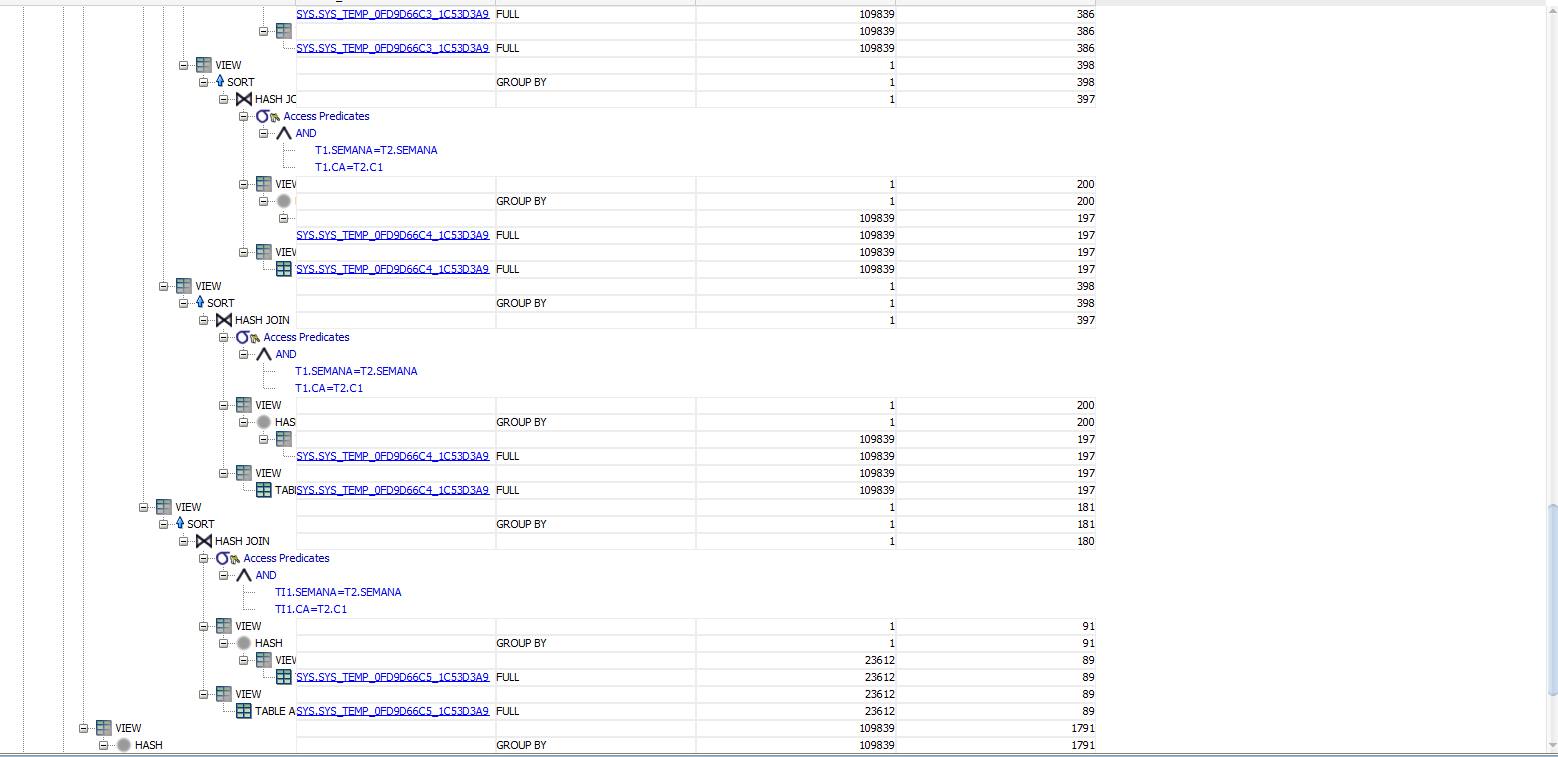 SYS.SYS_TEMP_0FD9D66C3_1C53D3A9 FULL 109839 386
109839 386
SYS.SYS_TEMP_0FD9D66C3_1C53D3A9 FULL 109839 386
VIEW 1 398
SORT GROUP BY 1 398
HASH JO 1 397
Access Predicates
AND
T1.SEMANA=T2.SEMANA
T1.CA=T2.C1
VIEW 1 200
GROUP BY 1 200
109839 197
SYS.SYS_TEMP_0FD9D66C4_1C53D3A9 FULL 109839 197
VIEW 109839 197
SYS.SYS_TEMP_0FD9D66C4_1C53D3A9 FULL 109839 197
VIEW 1 398
SORT GROUP BY 1 398
HASH JOIN 1 397
Access Predicates
AND
T1.SEMANA=T2.SEMANA
T1.CA=T2.C1
VIEW 1 200
HAS GROUP BY 1 200
109839 197
SYS.SYS_TEMP_0FD9D66C4_1C53D3A9 FULL 109839 197
VIEW 109839 197
TABE SYS.SYS_TEMP_0FD9D66C4_1C53D3A9 FULL 109839 197
VIEW 1 181
SORT GROUP BY 1 181
HASH JOIN 1 180
Access Predicates
AND
TI1.SEMANA=T2.SEMANA
TI1.CA=T2.C1
VIEW 1 91
HASH GROUP BY 1 91
VIEW 23612 89
SYS.SYS_TEMP_0FD9D66C5_1C53D3A9 FULL 23612 89
VIEW 23612 89
TABLE A SYS.SYS_TEMP_0FD9D66C5_1C53D3A9 FULL 23612 89
VIEW 109839 1791
HASH GROUP BY 109839 1791